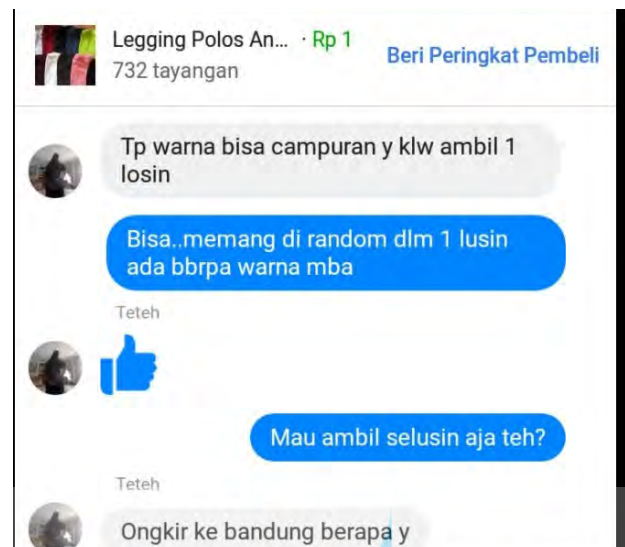 Legging Polos An... · Rp 1
732 tayangan
Beri Peringkat Pembeli
Tp warna bisa campuran y klw ambil 1
losin
Bisa..memang di random dlm 1 lusin
ada bbrpa warna mba
Teteh
Mau ambil selusin aja teh?
Teteh
Ongkir ke bandung berapa y